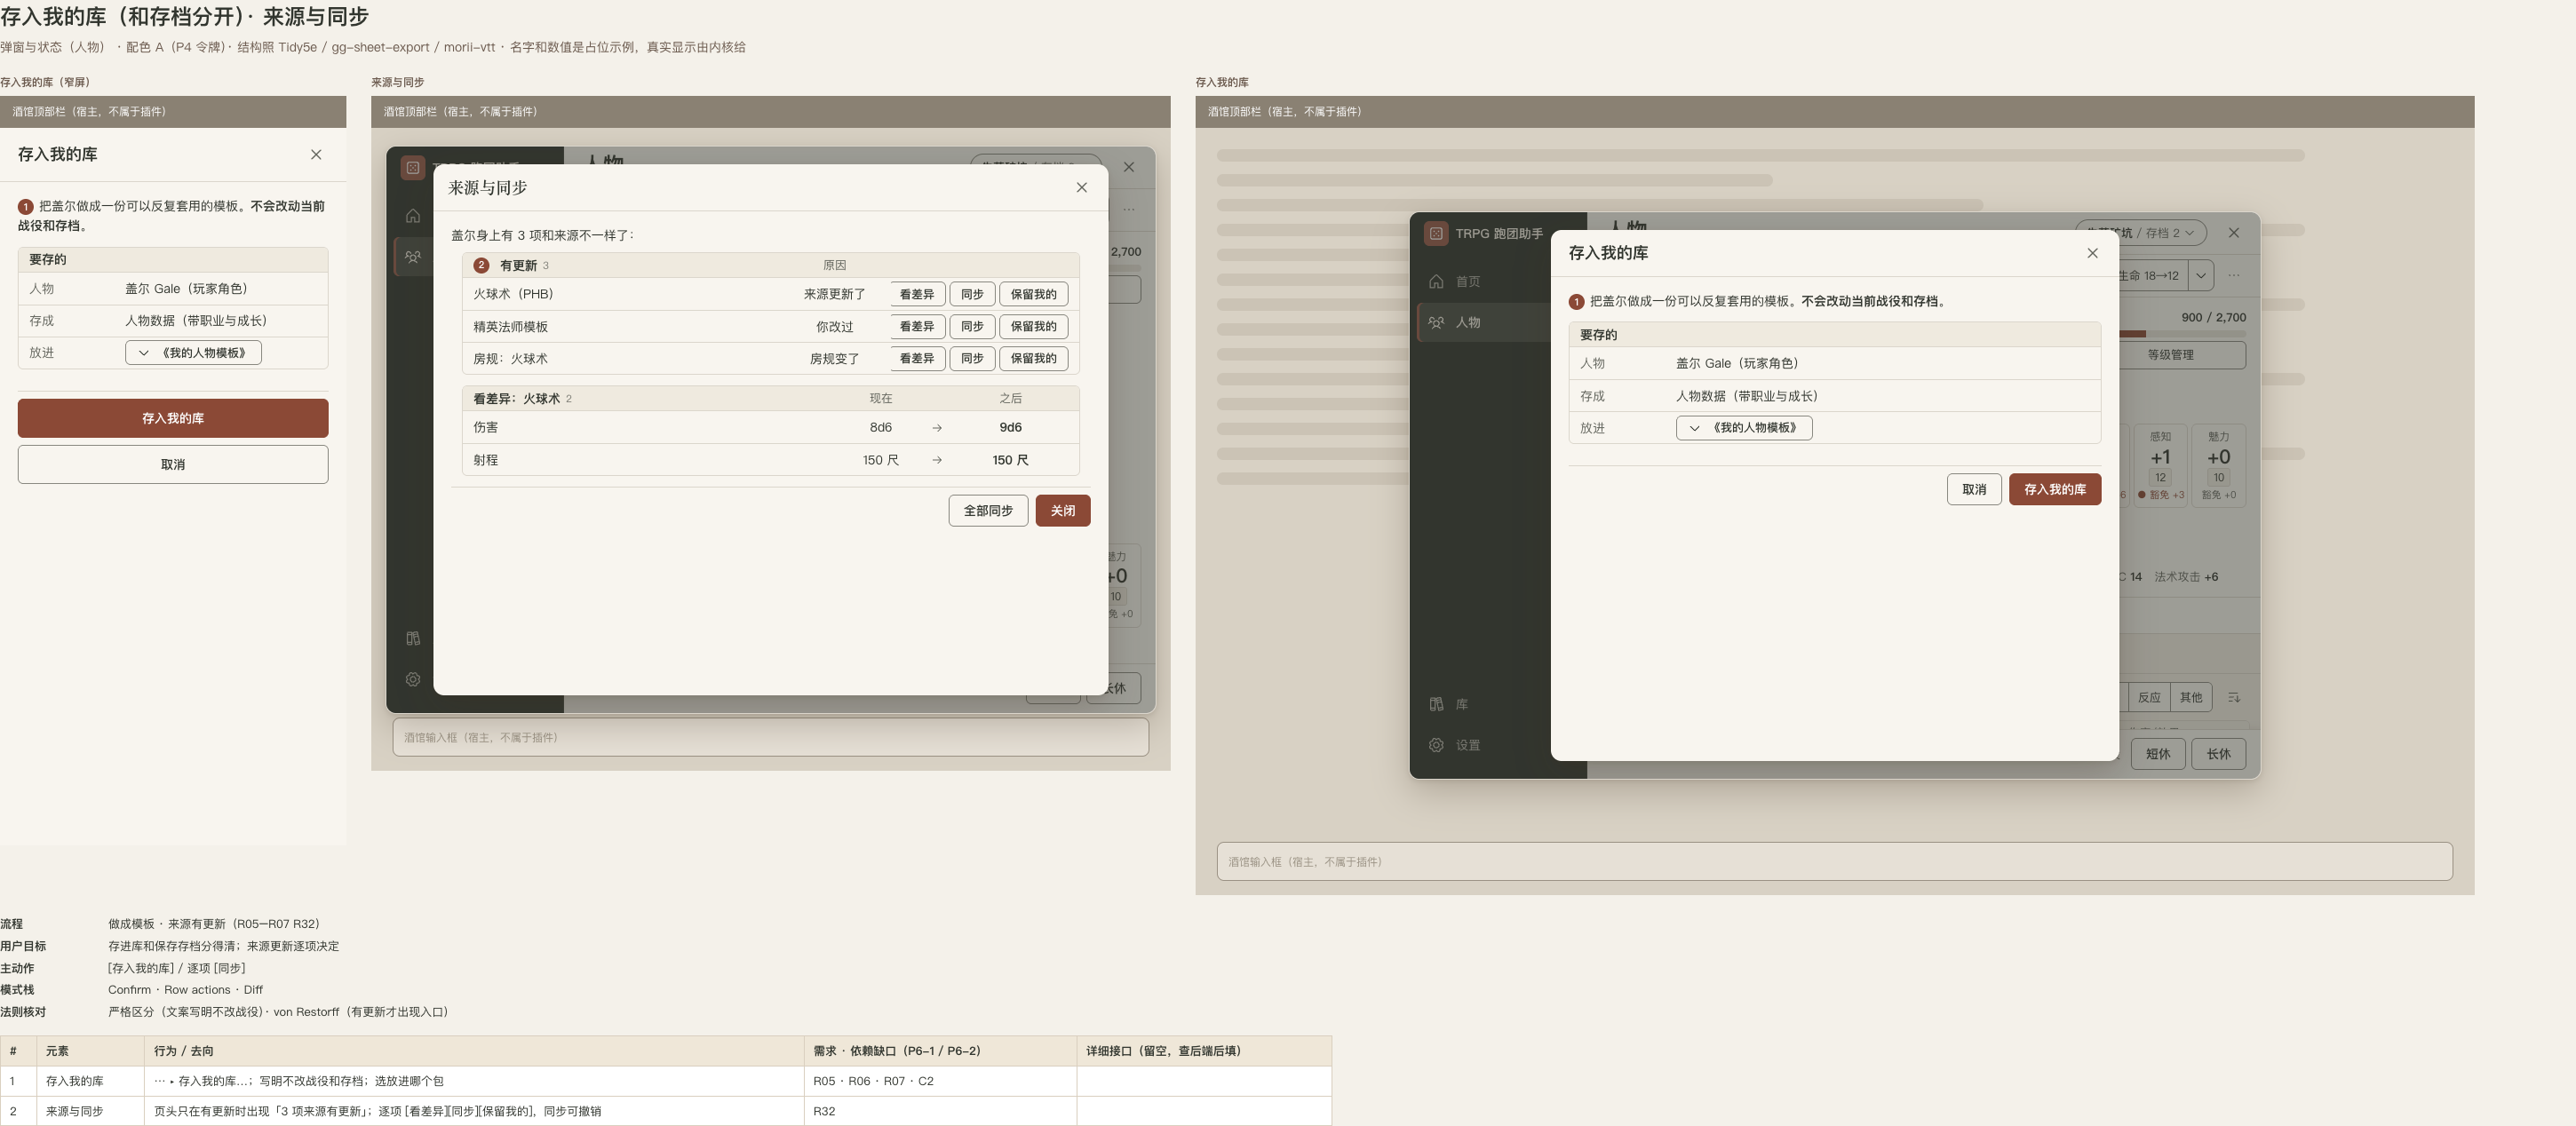 存入我的库（和存档分开）· 来源与同步
弹窗与状态（人物） · 配色 A（P4 令牌）· 结构照 Tidy5e / gg-sheet-export / morii-vtt · 名字和数值是占位示例，真实显示由内核给
存入我的库（窄屏）
酒馆顶部栏（宿主，不属于插件）
存入我的库
1 把盖尔做成一份可以反复套用的模板。不会改动当前
战役和存档。
要存的
人物 盖尔 Gale（玩家角色）
存成 人物数据（带职业与成长）
放进 《我的人物模板》
存入我的库
取消
来源与同步
酒馆顶部栏（宿主，不属于插件）
来源与同步
2,700
盖尔身上有 3 项和来源不一样了：
2 有更新 3 原因
火球术（PHB） 来源更新了 看差异 同步 保留我的
精英法师模板 你改过 看差异 同步 保留我的
房规：火球术 房规变了 看差异 同步 保留我的
看差异：火球术 2 现在 之后
伤害 8d6 → 9d6
射程 150 尺 → 150 尺
全部同步 关闭
魅力
+0
10
免 +0
长休
酒馆输入框（宿主，不属于插件）
存入我的库
酒馆顶部栏（宿主，不属于插件）
TRPG 跑团助手
人物
坑 / 存档 2
首页
人物
库
设置
存入我的库
1 把盖尔做成一份可以反复套用的模板。不会改动当前战役和存档。
要存的
人物 盖尔 Gale（玩家角色）
存成 人物数据（带职业与成长）
放进 《我的人物模板》
取消 存入我的库
生命 18→12
900 / 2,700
等级管理
感知 魅力
+1 +0
12 10
豁免 +3 豁免 +0
14 法术攻击 +6
反应 其他
短休 长休
酒馆输入框（宿主，不属于插件）
流程 做成模板 · 来源有更新（R05—R07 R32）
用户目标 存进库和保存存档分得清；来源更新逐项决定
主动作 [存入我的库] / 逐项 [同步]
模式栈 Confirm · Row actions · Diff
法则核对 严格区分（文案写明不改战役）· von Restorff（有更新才出现入口）
# 元素 行为 / 去向 需求 · 依赖缺口（P6-1 / P6-2） 详细接口（留空，查后端后填）
1 存入我的库 ··· ▸ 存入我的库…；写明不改战役和存档；选放进哪个包 R05 · R06 · R07 · C2
2 来源与同步 页头只在有更新时出现「3 项来源有更新」；逐项 [看差异][同步][保留我的]，同步可撤销 R32